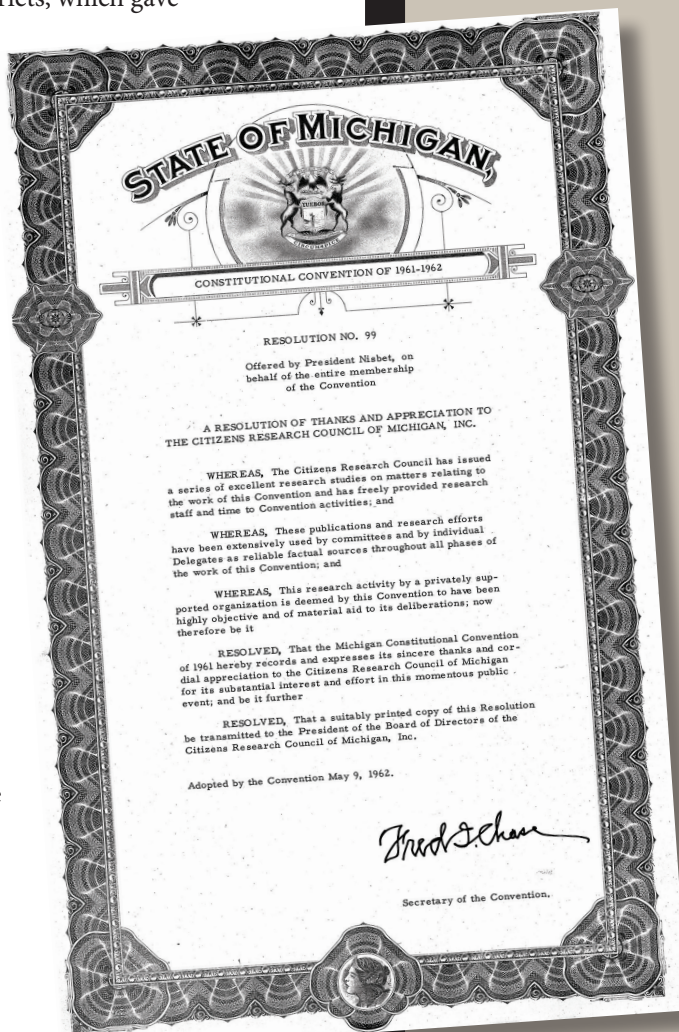 ricts, which gave
STATE OF MICHIGAN,
TUEBOR
CIRCUMSPICE
CONSTITUTIONAL CONVENTION OF 1961-1962
RESOLUTION NO. 99
Offered by President Nisbet, on
behalf of the entire membership
of the Convention
A RESOLUTION OF THANKS AND APPRECIATION TO
THE CITIZENS RESEARCH COUNCIL OF MICHIGAN, INC.
WHEREAS, The Citizens Research Council has issued
a series of excellent research studies on matters relating to
the work of this Convention and has freely provided research
staff and time to Convention activities; and
WHEREAS, These publications and research efforts
have been extensively used by committees and by individual
Delegates as reliable factual sources throughout all phases of
the work of this Convention; and
WHEREAS, This research activity by a privately sup-
ported organization is deemed by this Convention to have been
highly objective and of material aid to its deliberations; now
therefore be it
RESOLVED, That the Michigan Constitutional Convention
of 1961 hereby records and expresses its sincere thanks and cor-
dial appreciation to the Citizens Research Council of Michigan
for its substantial interest and effort in this momentous public
event; and be it further
RESOLVED, That a suitably printed copy of this Resolution
be transmitted to the President of the Board of Directors of the
Citizens Research Council of Michigan, Inc.
Adopted by the Convention May 9, 1962.
Fred I. Chase
Secretary of the Convention.